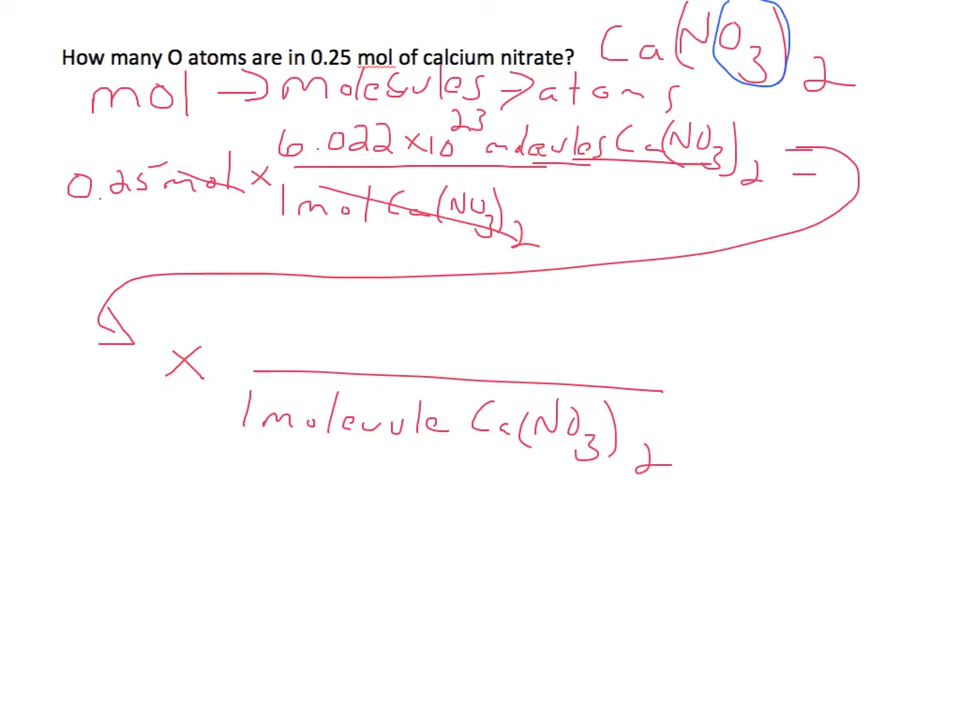 How many O atoms are in 0.25 mol of calcium nitrate? Ca(NO3)2
mol → molecules → atoms
0.25 mol × 6.022 × 10^23 molecules Ca(NO3)2 =
1 mol Ca(NO3)2
×
1 molecule Ca(NO3)2